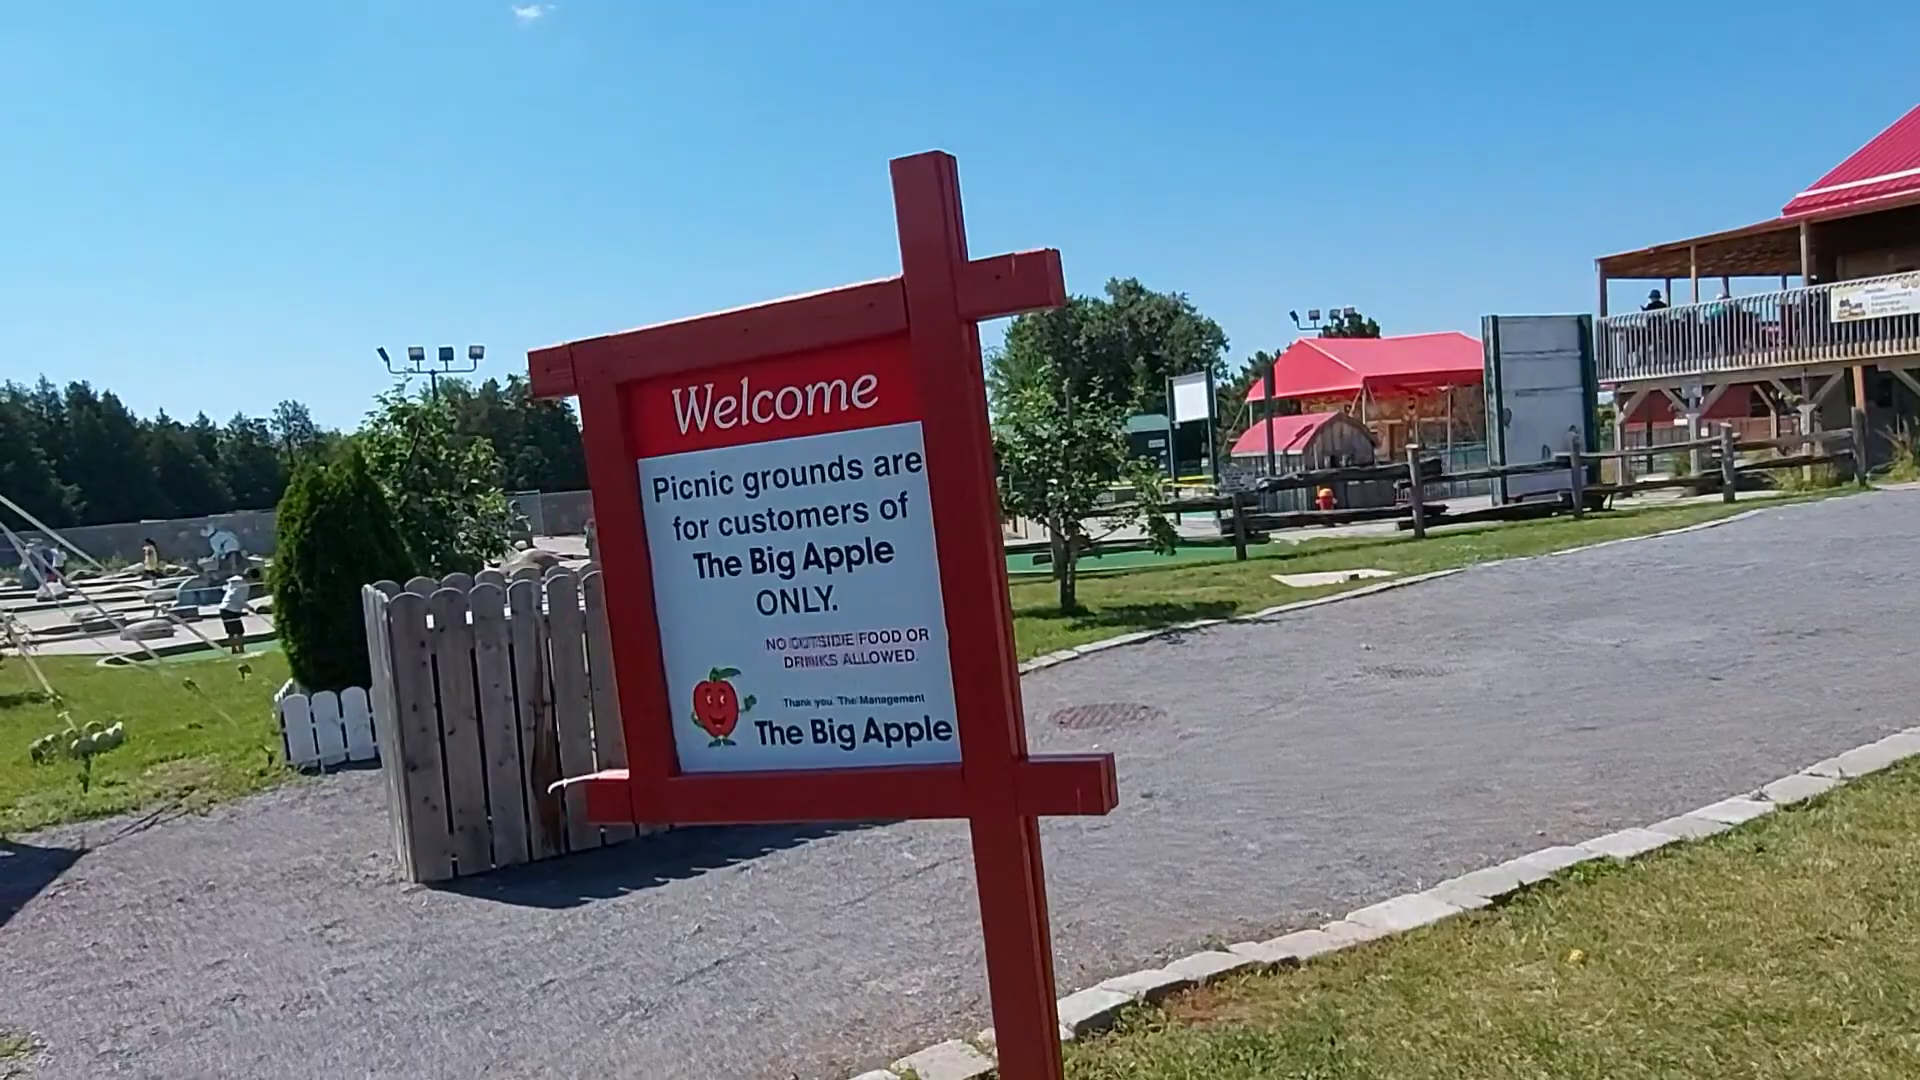 Welcome
Picnic grounds are
for customers of
The Big Apple
ONLY.
NO OUTSIDE FOOD OR
DRINKS ALLOWED.
Thank you The Management
The Big Apple